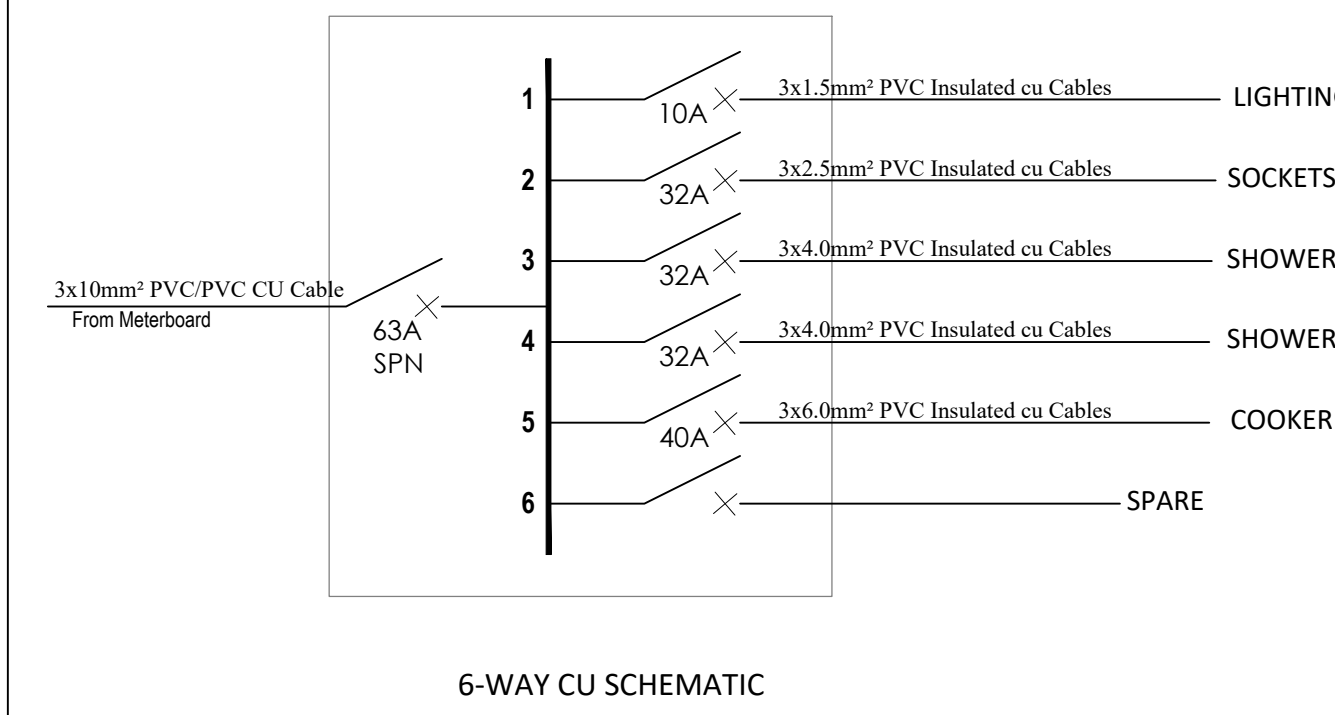 1
10A
3x1.5mm² PVC Insulated cu Cables
LIGHTING
2
32A
3x2.5mm² PVC Insulated cu Cables
SOCKETS
3
32A
3x4.0mm² PVC Insulated cu Cables
SHOWER
3x10mm² PVC/PVC CU Cable
From Meterboard
63A
SPN
4
32A
3x4.0mm² PVC Insulated cu Cables
SHOWER
5
40A
3x6.0mm² PVC Insulated cu Cables
COOKER
6
SPARE
6-WAY CU SCHEMATIC